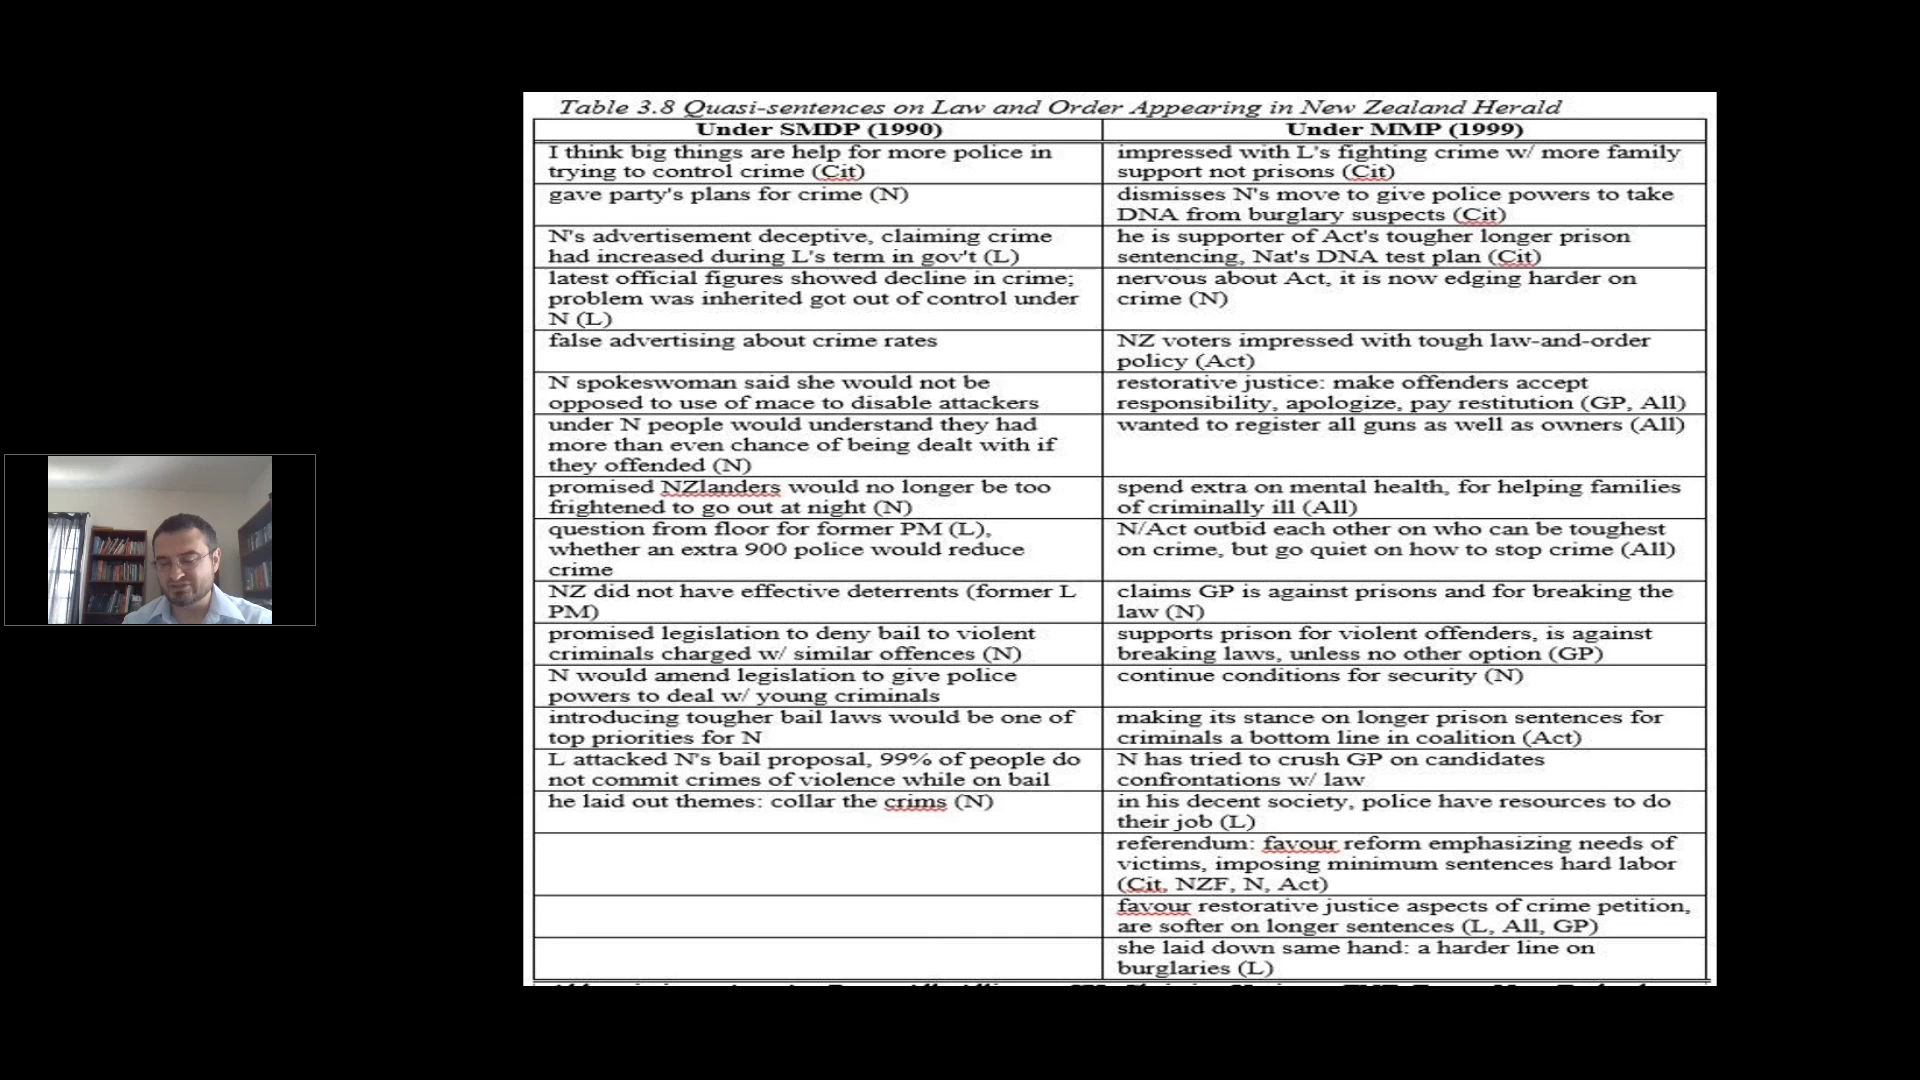 Table 3.8 Quasi-sentences on Law and Order Appearing in New Zealand Herald
Under SMDP (1990)
Under MMP (1999)
I think big things are help for more police in
trying to control crime (Cit)
impressed with L's fighting crime w/ more family
support not prisons (Cit)
gave party's plans for crime (N)
dismisses N's move to give police powers to take
DNA from burglary suspects (Cit)
N's advertisement deceptive, claiming crime
had increased during L's term in gov't (L)
he is supporter of Act's tougher longer prison
sentencing, Nat's DNA test plan (Cit)
latest official figures showed decline in crime;
problem was inherited got out of control under
N (L)
nervous about Act, it is now edging harder on
crime (N)
false advertising about crime rates
NZ voters impressed with tough law-and-order
policy (Act)
N spokeswoman said she would not be
opposed to use of mace to disable attackers
restorative justice: make offenders accept
responsibility, apologize, pay restitution (GP, All)
under N people would understand they had
more than even chance of being dealt with if
they offended (N)
wanted to register all guns as well as owners (All)
promised NZlanders would no longer be too
frightened to go out at night (N)
spend extra on mental health, for helping families
of criminally ill (All)
question from floor for former PM (L),
whether an extra 900 police would reduce
crime
N/Act outbid each other on who can be toughest
on crime, but go quiet on how to stop crime (All)
NZ did not have effective deterrents (former L
PM)
claims GP is against prisons and for breaking the
law (N)
promised legislation to deny bail to violent
criminals charged w/ similar offences (N)
supports prison for violent offenders, is against
breaking laws, unless no other option (GP)
N would amend legislation to give police
powers to deal w/ young criminals
continue conditions for security (N)
introducing tougher bail laws would be one of
top priorities for N
making its stance on longer prison sentences for
criminals a bottom line in coalition (Act)
L attacked N's bail proposal, 99% of people do
not commit crimes of violence while on bail
N has tried to crush GP on candidates
confrontations w/ law
he laid out themes: collar the crims (N)
in his decent society, police have resources to do
their job (L)
referendum: favour reform emphasizing needs of
victims, imposing minimum sentences hard labor
(Cit, NZF, N, Act)
favour restorative justice aspects of crime petition,
are softer on longer sentences (L, All, GP)
she laid down same hand: a harder line on
burglaries (L)